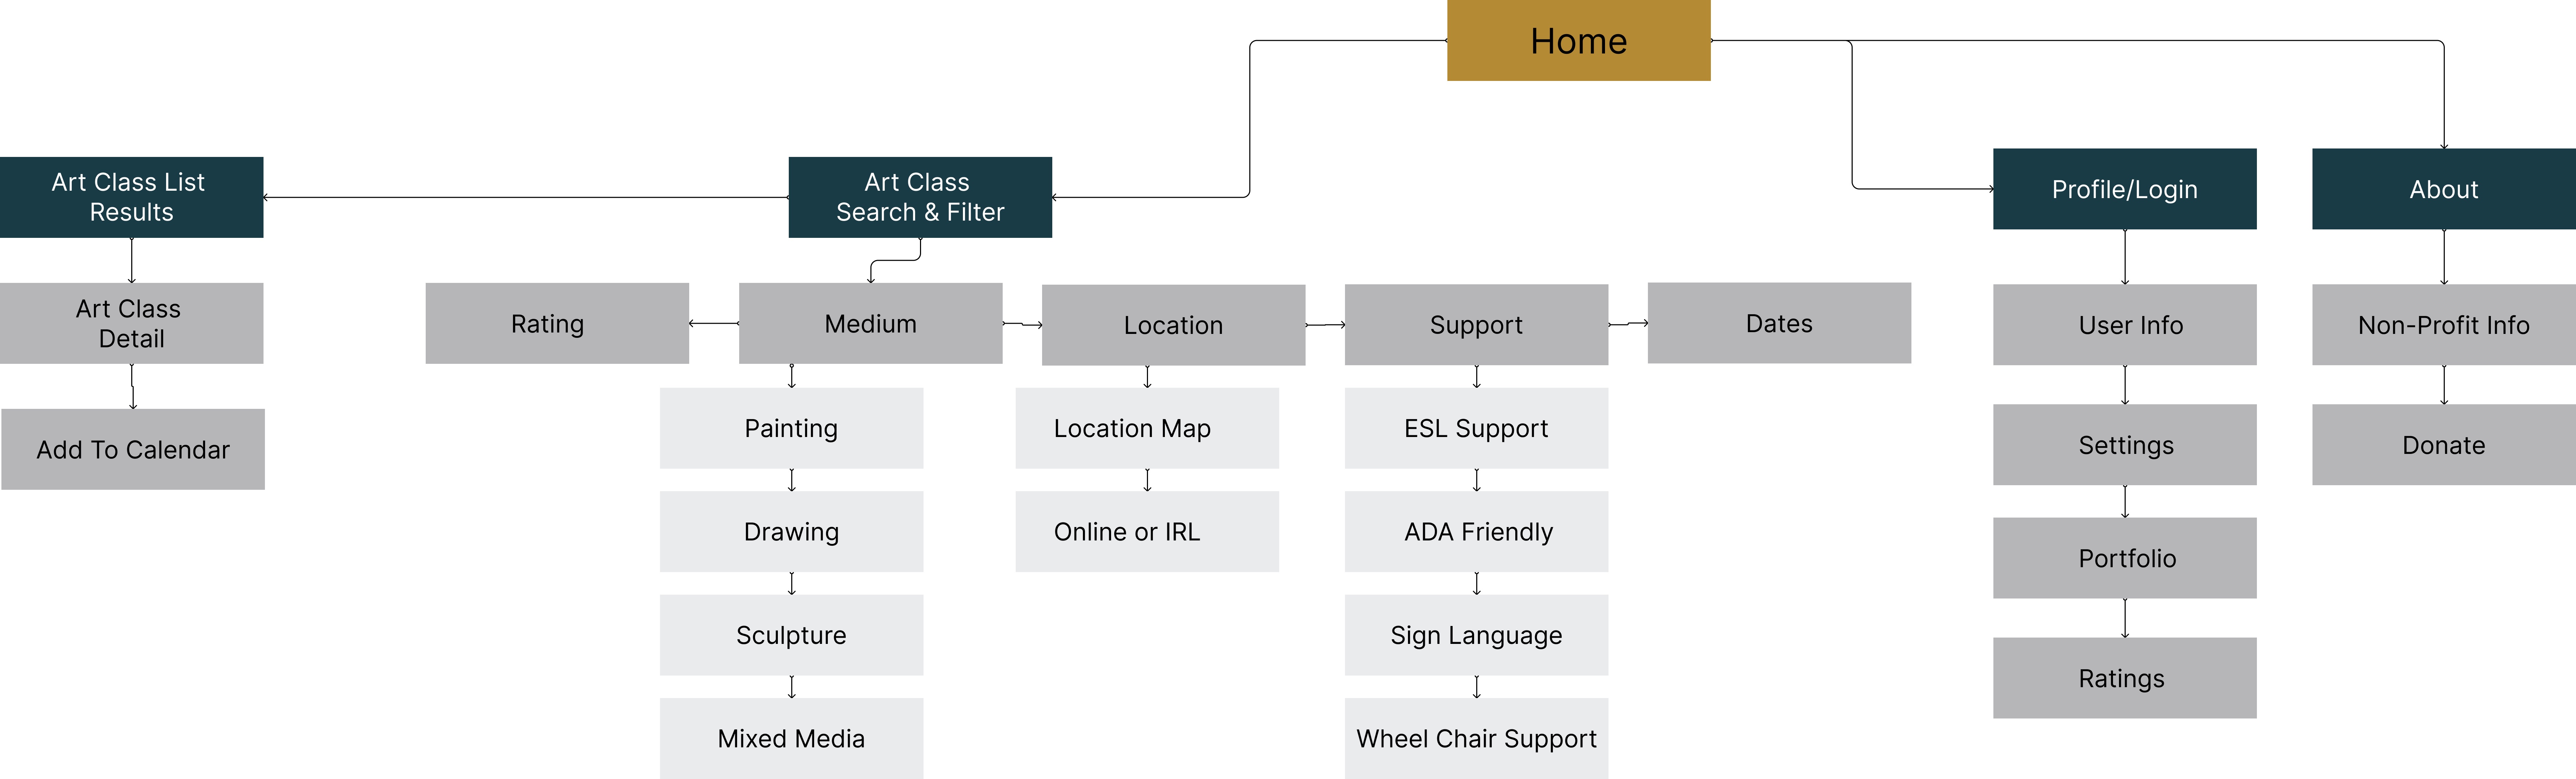 Home
Art Class List
Results
Art Class
Search & Filter
Profile/Login
About
Art Class
Detail
Rating
Medium
Location
Support
Dates
User Info
Non-Profit Info
Add To Calendar
Painting
Location Map
ESL Support
Settings
Donate
Drawing
Online or IRL
ADA Friendly
Portfolio
Sculpture
Sign Language
Ratings
Mixed Media
Wheel Chair Support